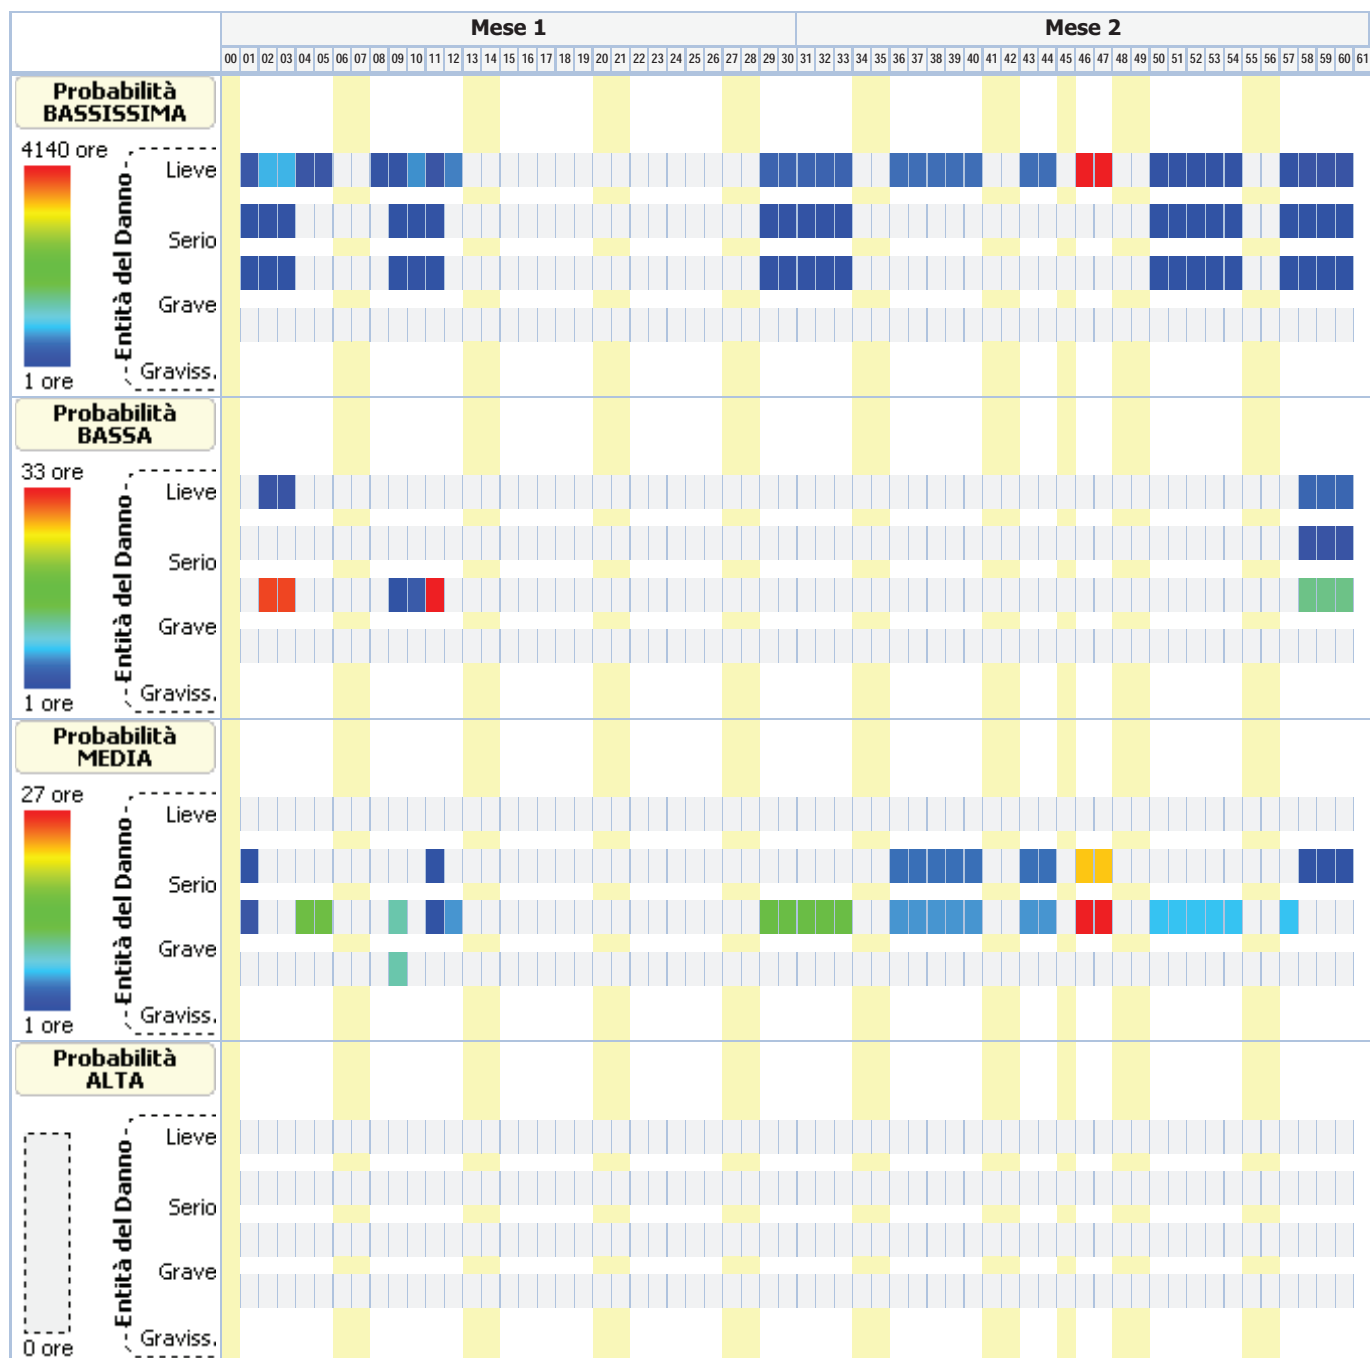 Mese 1 Mese 2
00 01 02 03 04 05 06 07 08 09 10 11 12 13 14 15 16 17 18 19 20 21 22 23 24 25 26 27 28 29 30 31 32 33 34 35 36 37 38 39 40 41 42 43 44 45 46 47 48 49 50 51 52 53 54 55 56 57 58 59 60 61
Probabilità
BASSISSIMA
4140 ore
Entità del Danno
Lieve
Serio
Grave
Graviss.
1 ore
Probabilità
BASSA
33 ore
Entità del Danno
Lieve
Serio
Grave
Graviss.
1 ore
Probabilità
MEDIA
27 ore
Entità del Danno
Lieve
Serio
Grave
Graviss.
1 ore
Probabilità
ALTA
Entità del Danno
Lieve
Serio
Grave
Graviss.
0 ore